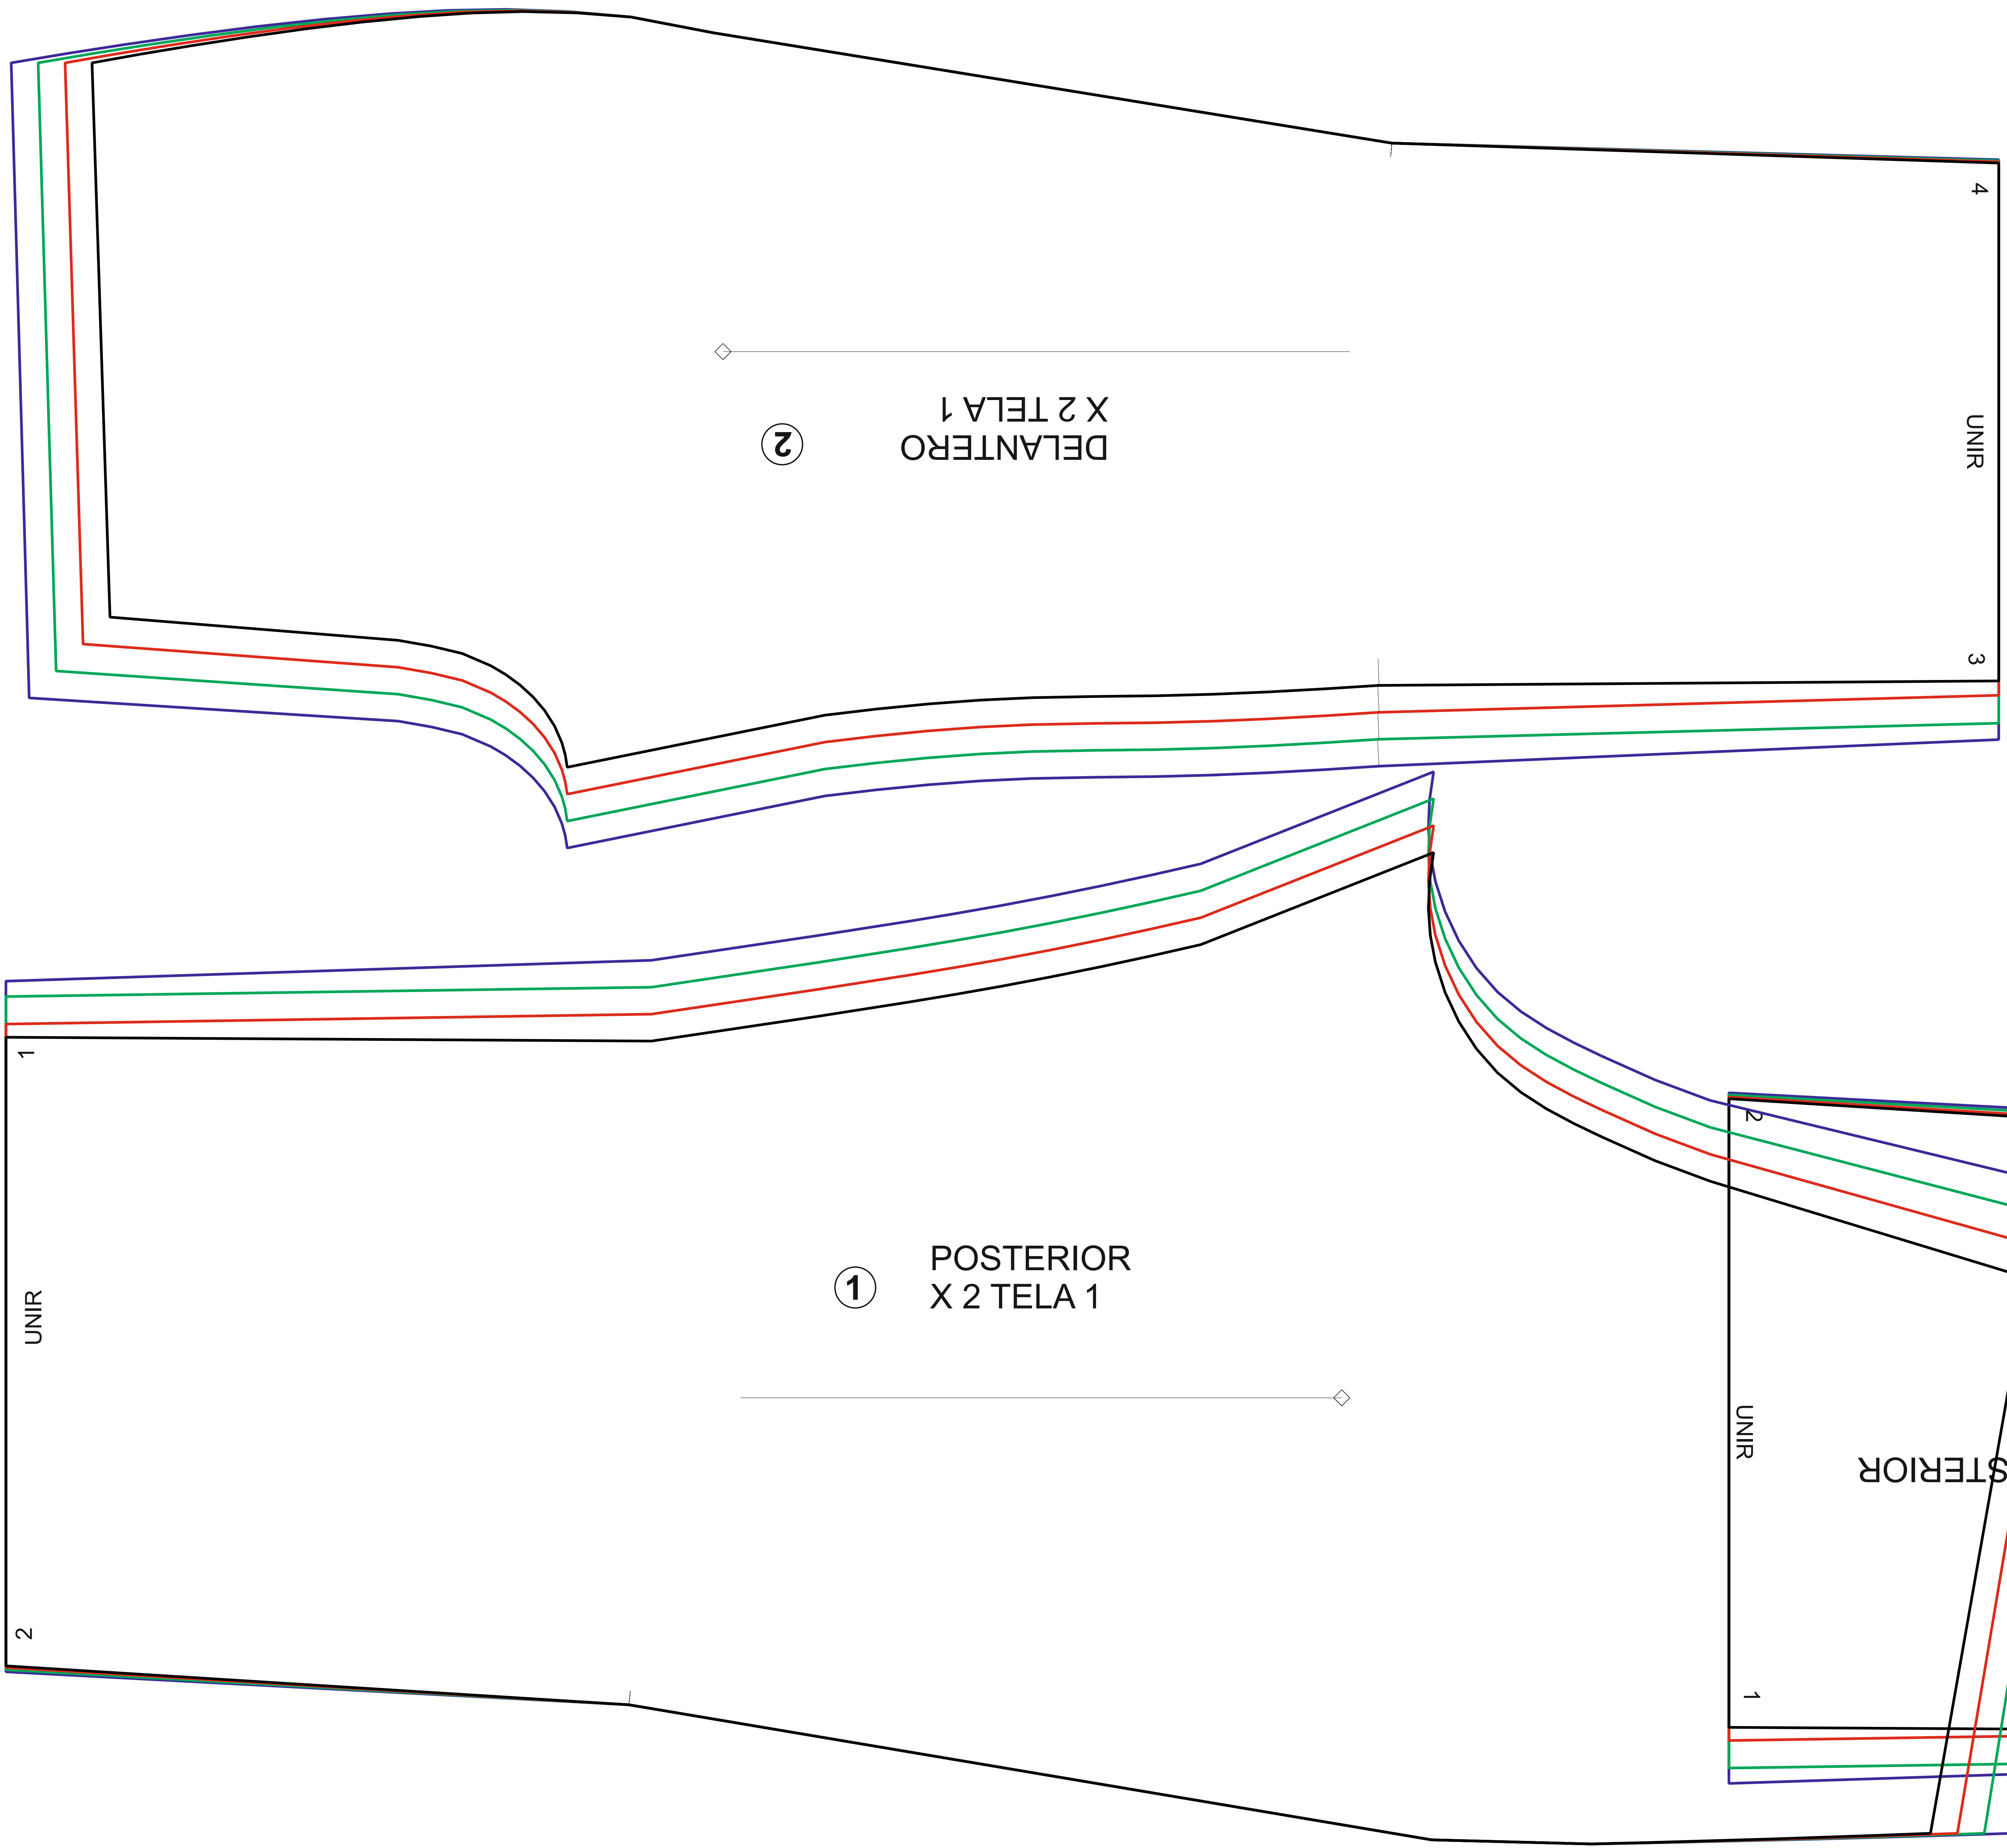 4
UNIR
3
2
DELANTERO
X 2 TELA 1
1
UNIR
2
1
POSTERIOR
X 2 TELA 1
2
UNIR
STERIOR
1